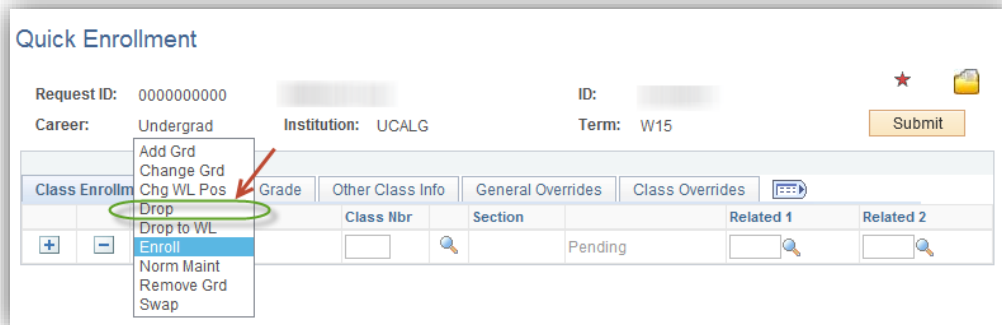 Quick Enrollment
Request ID: 0000000000 ID:
Career: Undergrad Institution: UCALG Term: W15 Submit
Add Grd
Change Grd
Chg WL Pos
Drop
Drop to WL
Enroll
Norm Maint
Remove Grd
Swap
Class Enrollm Grade Other Class Info General Overrides Class Overrides
Class Nbr Section Related 1 Related 2
Pending